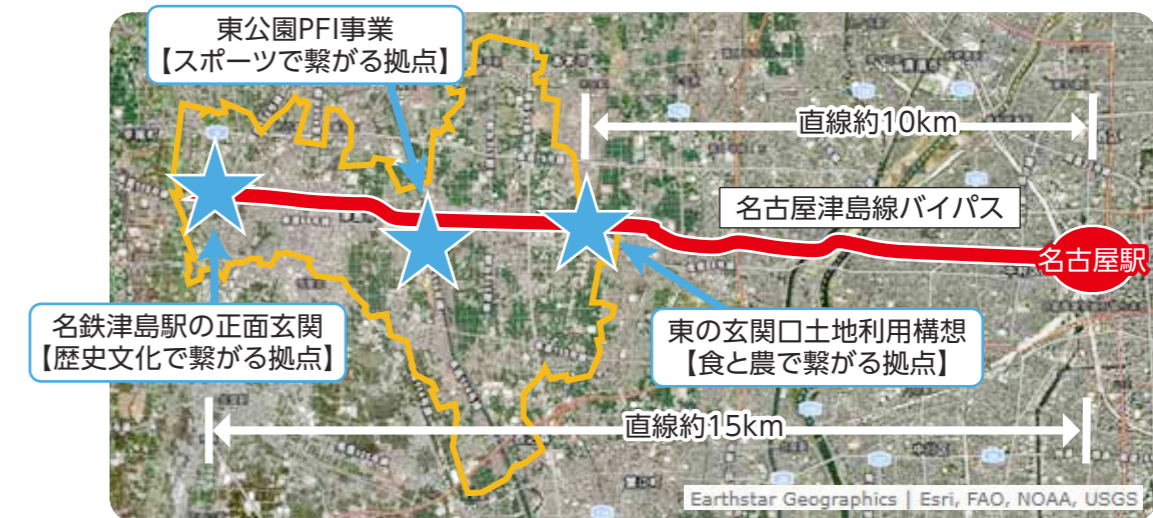 東公園PFI事業
【スポーツで繋がる拠点】
直線約10km
名古屋津島線バイパス
名古屋駅
名鉄津島駅の正面玄関
【歴史文化で繋がる拠点】
東の玄関口土地利用構想
【食と農で繋がる拠点】
直線約15km
Earthstar Geographics | Esri, FAO, NOAA, USGS